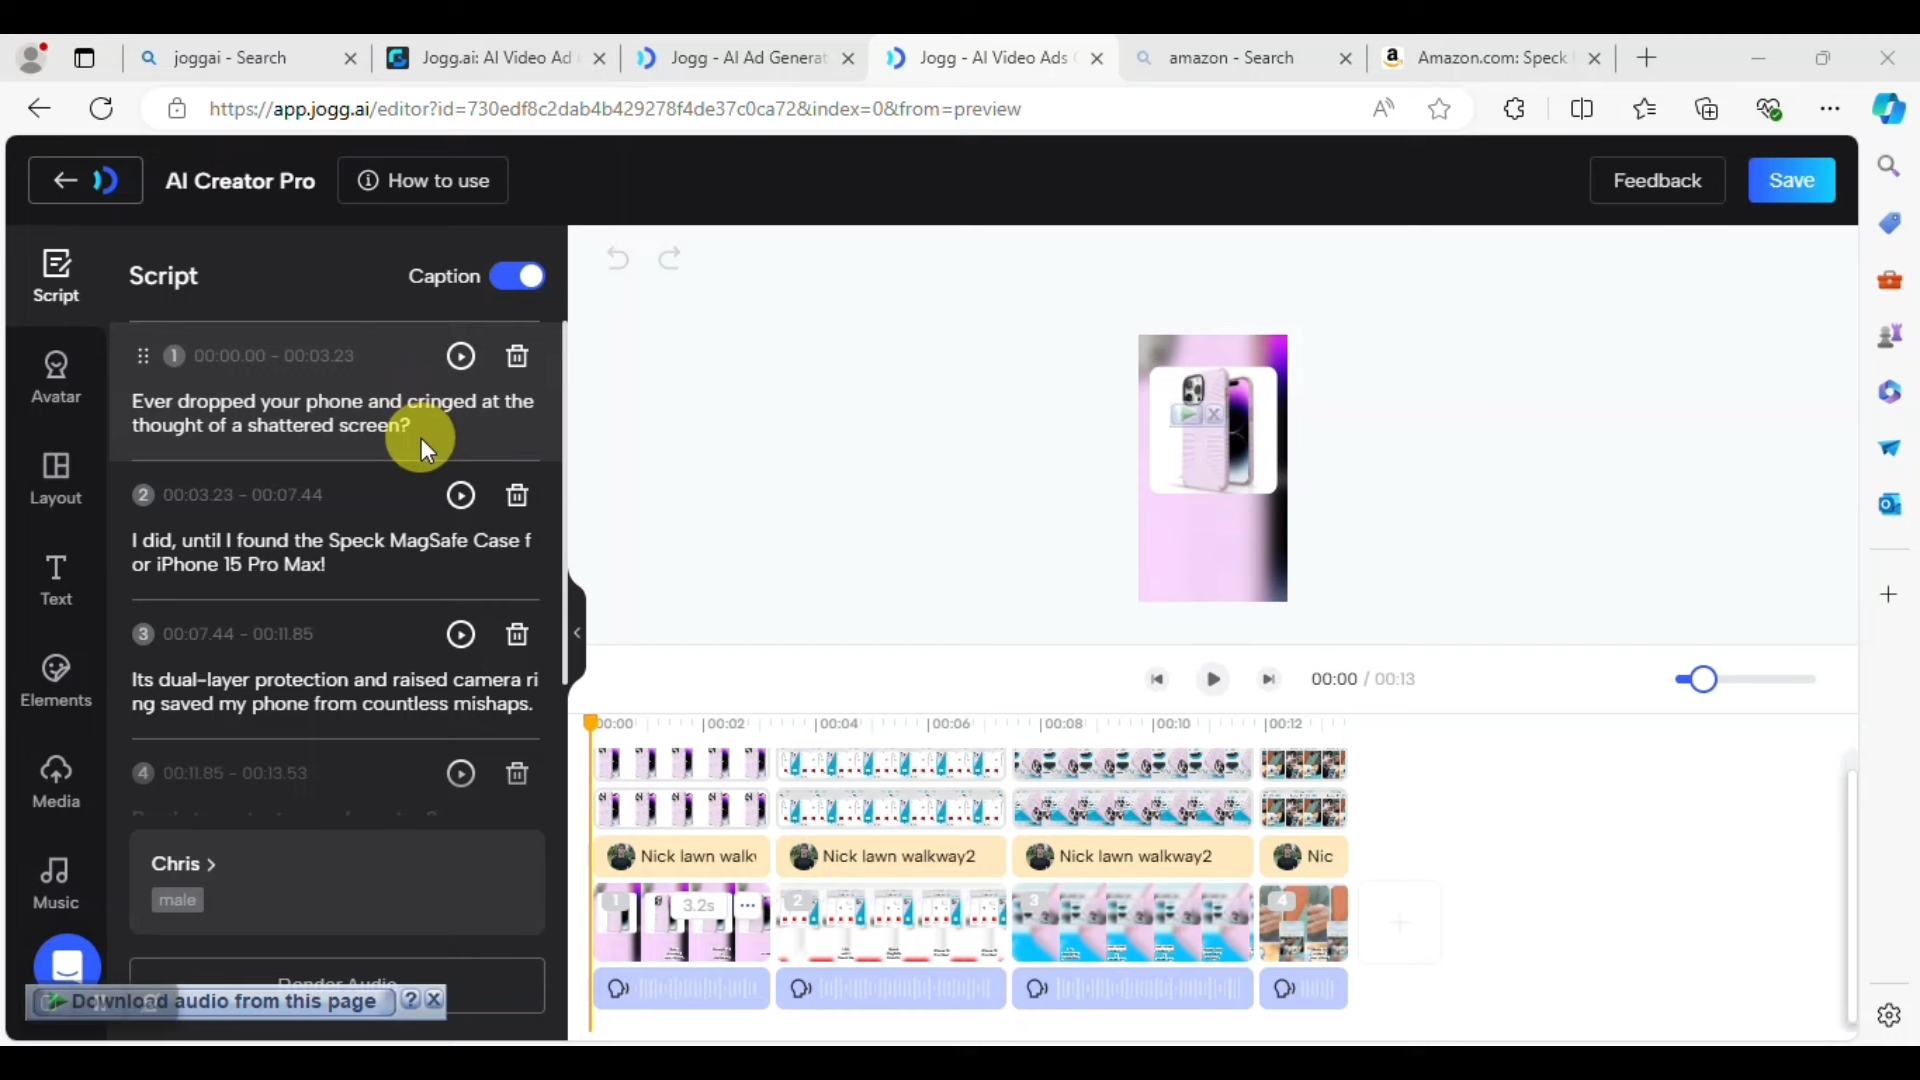 joggai - Search
Jogg.ai: AI Video Ad
Jogg - AI Ad Generat
Jogg - AI Video Ads
amazon - Search
Amazon.com: Speck
https://app.jogg.ai/editor?id=730edf8c2dab4b429278f4de37c0ca72&index=0&from=preview
AI Creator Pro
How to use
Feedback
Save
Script
Avatar
Layout
Text
Elements
Media
Music
Script
Caption
1 00:00.00 - 00:03.23
Ever dropped your phone and cringed at the
thought of a shattered screen?
2 00:03.23 - 00:07.44
I did, until I found the Speck MagSafe Case f
or iPhone 15 Pro Max!
3 00:07.44 - 00:11.85
Its dual-layer protection and raised camera ri
ng saved my phone from countless mishaps.
4 00:11.85 - 00:13.53
Chris >
male
Render Audio
Download audio from this page
00:00 / 00:13
00:00 00:02 00:04 00:06 00:08 00:10 00:12
Nick lawn walkw
Nick lawn walkway2
Nick lawn walkway2
Nic
1 3.2s
2
3
4